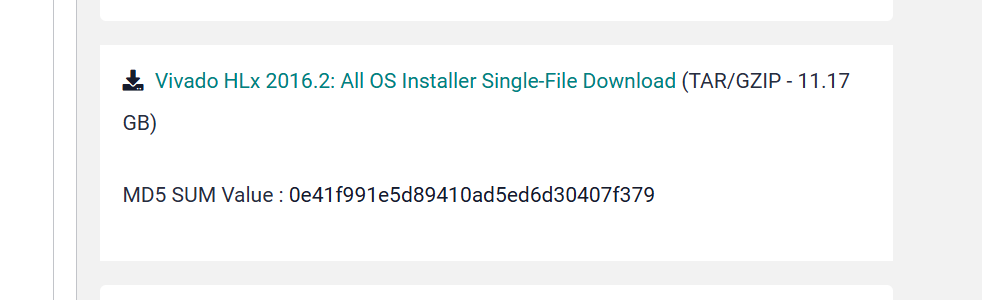 Vivado HLx 2016.2: All OS Installer Single-File Download (TAR/GZIP - 11.17
GB)
MD5 SUM Value : 0e41f991e5d89410ad5ed6d30407f379